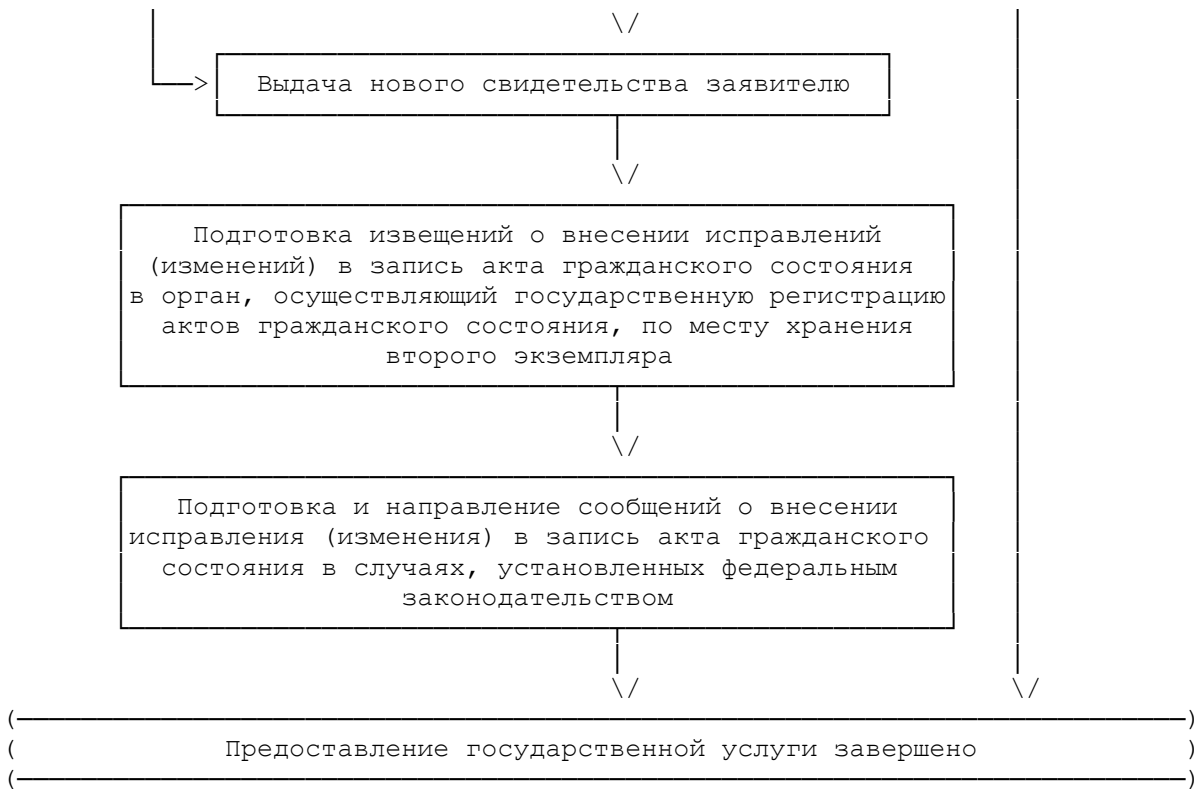 Выдача нового свидетельства заявителю
Подготовка извещений о внесении исправлений
(изменений) в запись акта гражданского состояния
в орган, осуществляющий государственную регистрацию
актов гражданского состояния, по месту хранения
второго экземпляра
Подготовка и направление сообщений о внесении
исправления (изменения) в запись акта гражданского
состояния в случаях, установленных федеральным
законодательством
Предоставление государственной услуги завершено